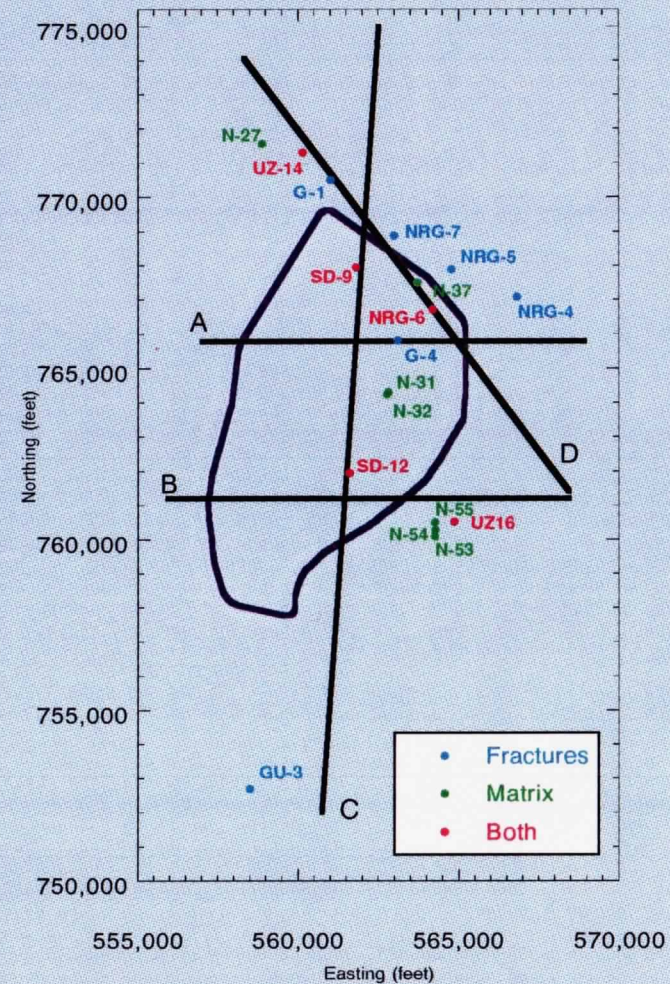 775,000
N-27
UZ-14
770,000
G-1
NRG-7
NRG-5
SD-9
N-37
NRG-4
NRG-6
A
G-4
765,000
N-31
N-32
Northing (feet)
SD-12
D
B
N-55
UZ16
N-54
760,000
N-53
755,000
GU-3
Fractures
Matrix
Both
C
750,000
555,000 560,000 565,000 570,000
Easting (feet)